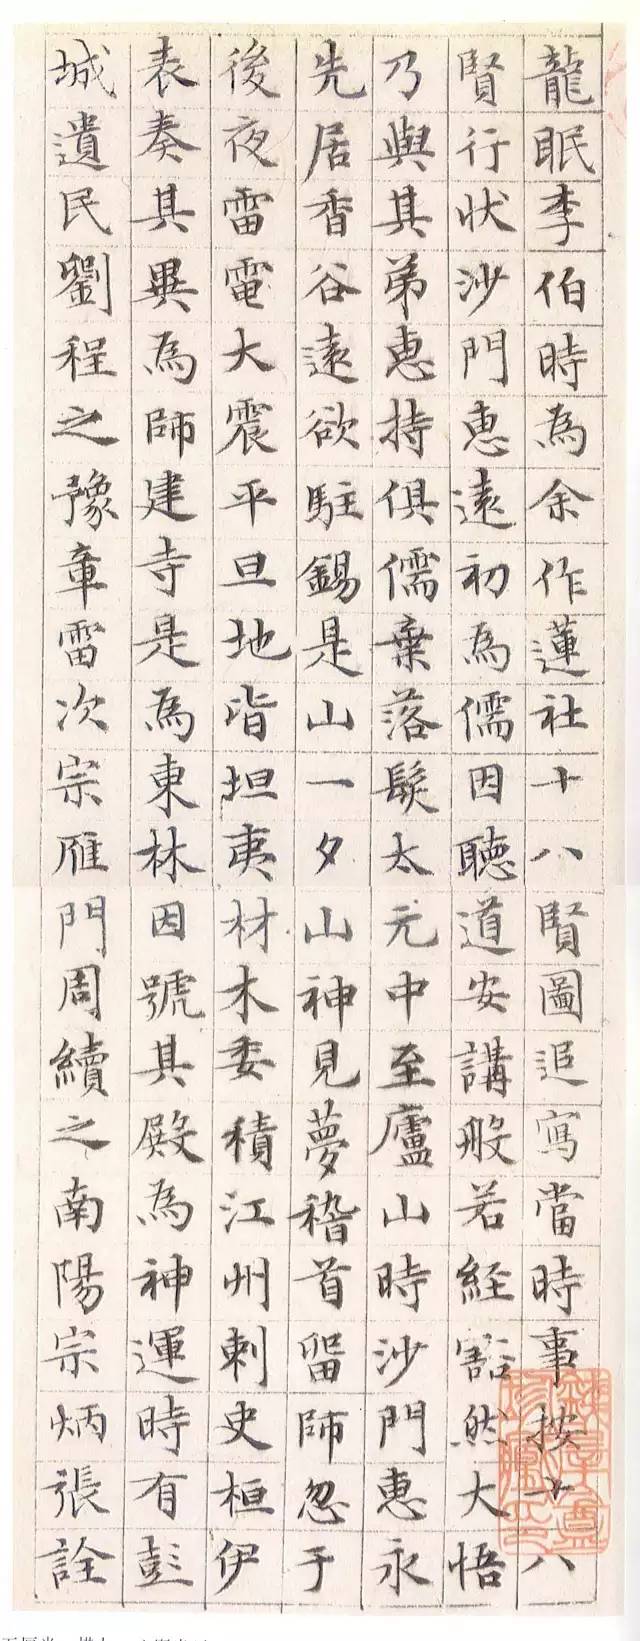 龍眠李伯時為余作蓮社十八賢圖追寫當時事按十八
賢行狀沙門惠遠初為儒因聽道安講般若経豁然大悟
乃與其弟惠持俱儒棄落髮太元中至廬山時沙門惠永
先居香谷遠欲駐錫是山一夕山神見夢稽首留師忽于
後夜雷電大震平旦地皆坦夷材木委積江州刺史桓伊
表奏其異為師建寺是為東林因號其殿為神運時有彭
城遺民劉程之豫章雷次宗雁門周續之南陽宗炳張詮